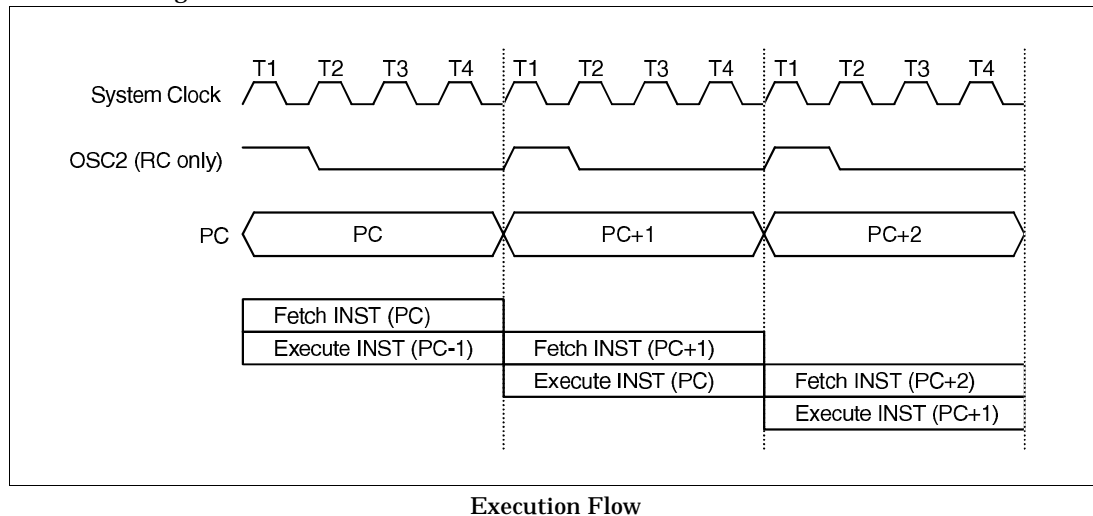 T1 T2 T3 T4 T1 T2 T3 T4 T1 T2 T3 T4
System Clock
OSC2 (RC only)
PC PC PC+1 PC+2
Fetch INST (PC)
Execute INST (PC-1) Fetch INST (PC+1)
Execute INST (PC) Fetch INST (PC+2)
Execute INST (PC+1)
Execution Flow